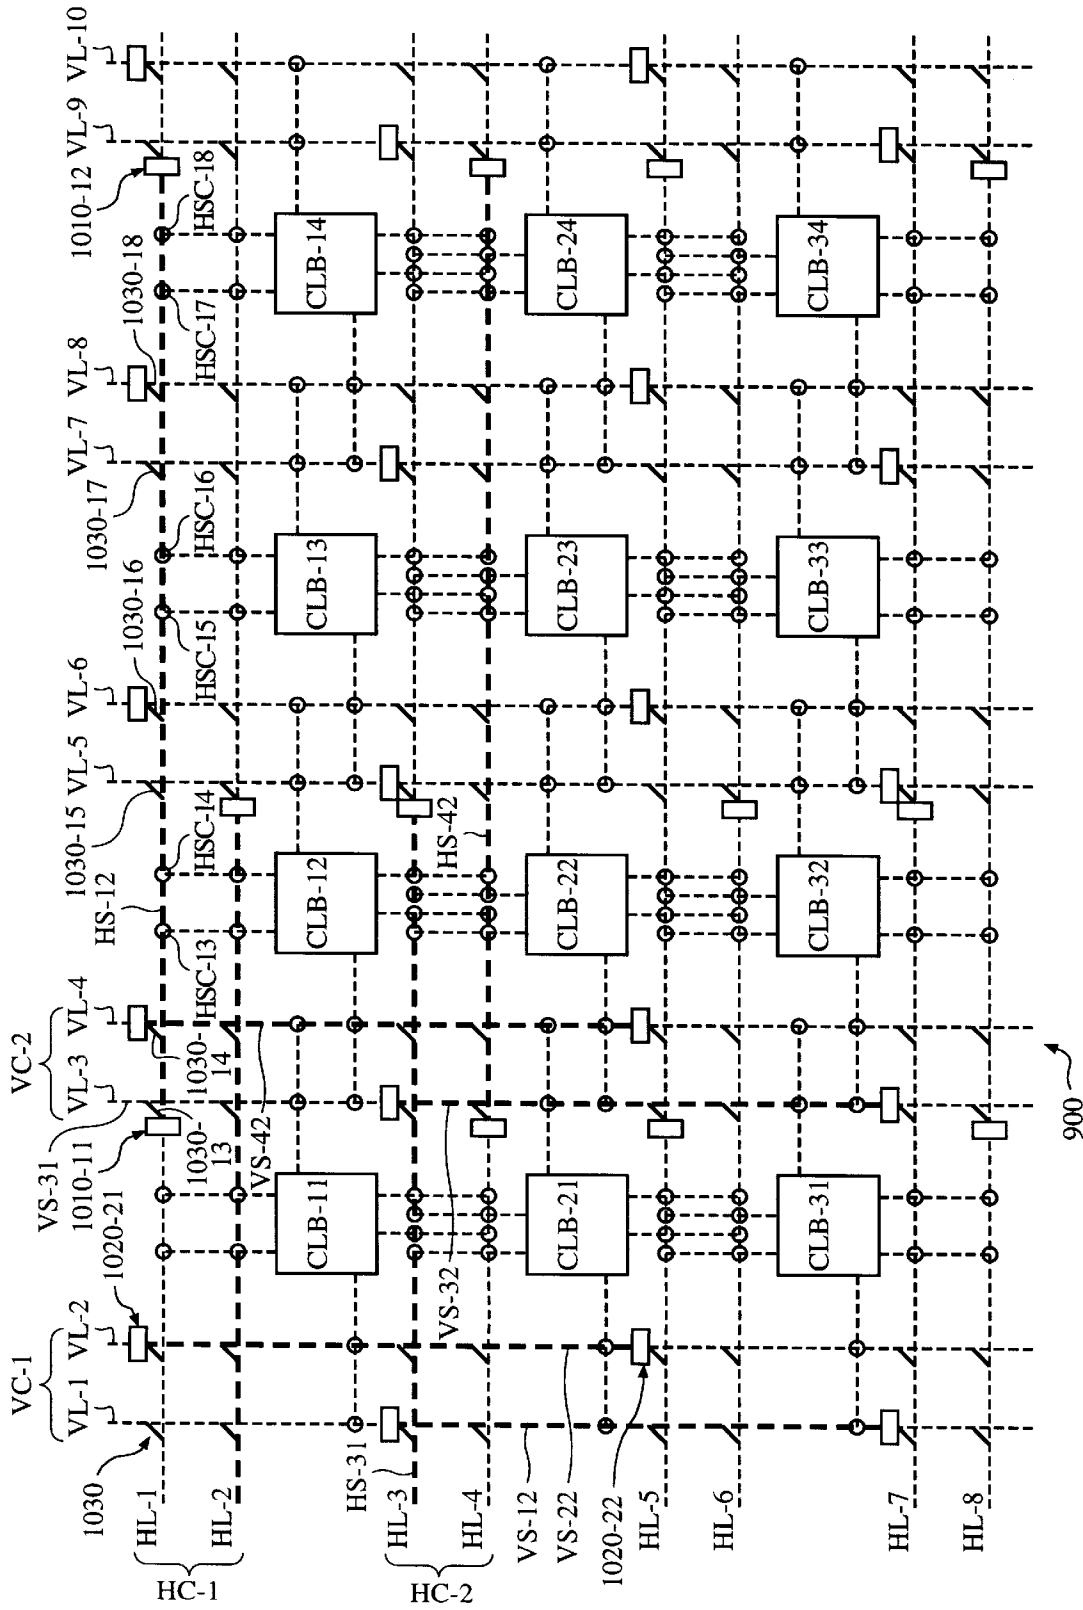 VC-1
VL-1
VL-2
1020-21
1010-11
VS-31
VC-2
VL-3
VL-4
HS-12
1030-15
VL-5
VL-6
1030-16
1030-17
VL-7
VL-8
1030-18
1010-12
VL-9
VL-10
1030
HL-1
HL-2
HC-1
1030-13
1030-14
VS-42
HSC-13
HSC-14
HSC-15
HSC-16
HSC-17
HSC-18
CLB-11
CLB-12
CLB-13
CLB-14
HS-31
HL-3
HL-4
HC-2
VS-32
HS-42
VS-12
VS-22
1020-22
CLB-21
CLB-22
CLB-23
CLB-24
HL-5
HL-6
CLB-31
CLB-32
CLB-33
CLB-34
HL-7
HL-8
900